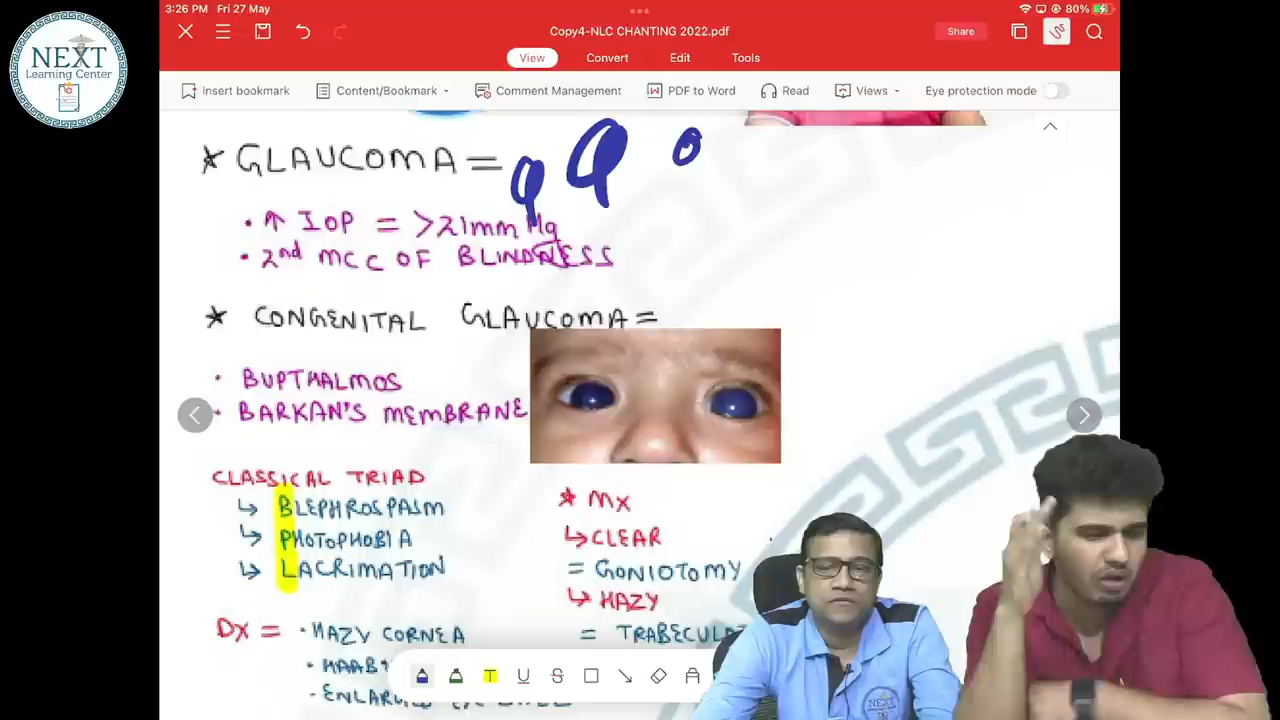 3:26 PM Fri 27 May
80%
NEXT
Learning Center
Copy4-NLC CHANTING 2022.pdf
Share
View Convert Edit Tools
Insert bookmark Content/Bookmark Comment Management PDF to Word Read Views Eye protection mode
* GLAUCOMA =
• ↑ IOP = >21mm Hg
• 2nd MCC OF BLINDNESS
* CONGENITAL GLAUCOMA =
• BUPTHALMOS
• BARKAN'S MEMBRANE
CLASSICAL TRIAD
↳ BLEPHROSPASM
↳ PHOTOPHOBIA
↳ LACRIMATION
* MX
↳ CLEAR
= GONIOTOMY
↳ HAZY
= TRABECUL
DX = • HAZY CORNEA
• HAAB
T U S
NEXT